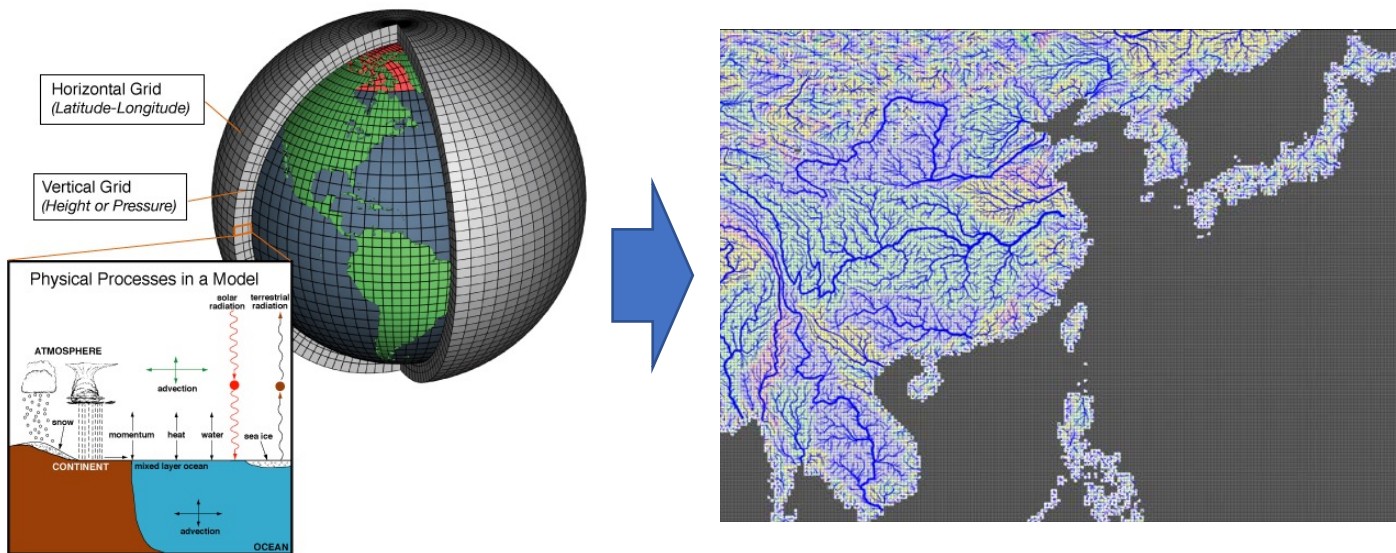 Horizontal Grid
(Latitude-Longitude)
Vertical Grid
(Height or Pressure)
Physical Processes in a Model
solar
radiation
terrestrial
radiation
ATMOSPHERE
advection
snow
momentum
heat
water
sea ice
CONTINENT
mixed layer ocean
advection
OCEAN